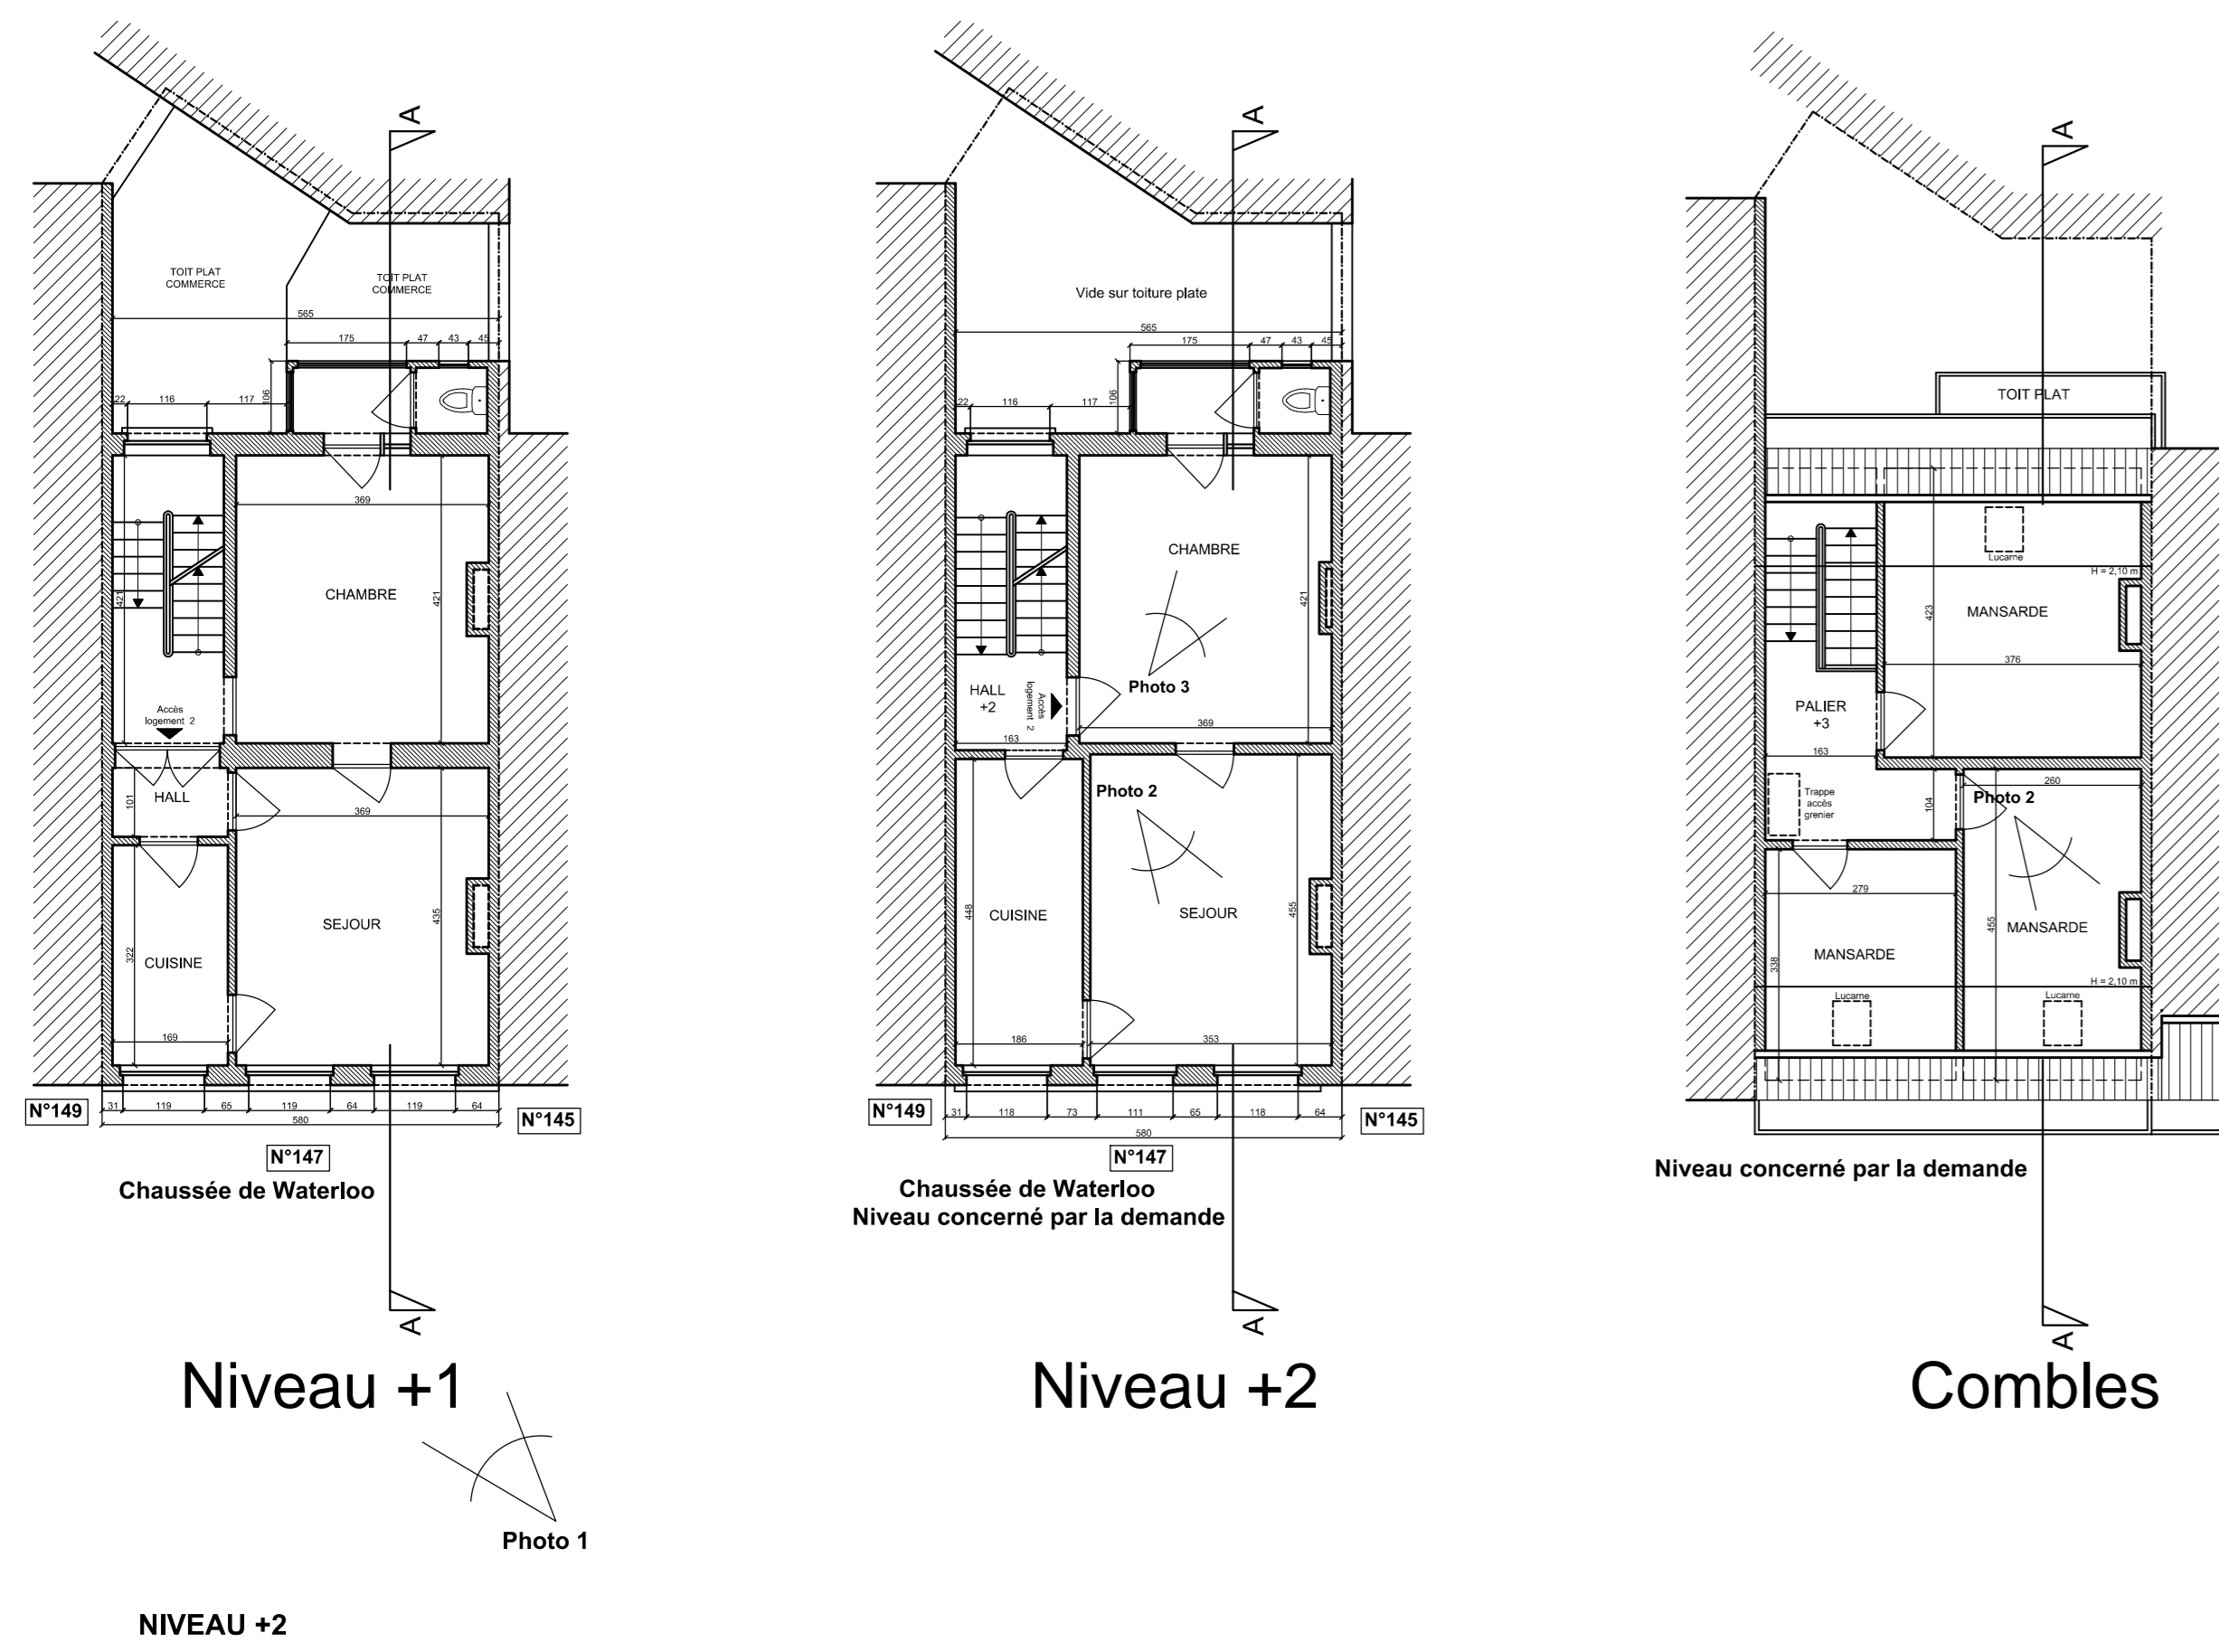 A
TOIT PLAT
COMMERCE
TOIT PLAT
COMMERCE
565
175
47
43
45
22
116
117
106
369
421
CHAMBRE
421
Accès
logement 2
HALL
101
369
SEJOUR
435
322
CUISINE
169
31
119
65
119
64
119
64
580
N°149
N°145
N°147
Chaussée de Waterloo
A
Niveau +1
Photo 1
NIVEAU +2
A
Vide sur toiture plate
565
175
47
43
45
22
116
117
106
CHAMBRE
421
Photo 3
HALL
+2
Accès
logement 2
369
163
Photo 2
448
CUISINE
SEJOUR
455
186
353
31
118
73
111
65
118
64
580
N°149
N°145
N°147
Chaussée de Waterloo
Niveau concerné par la demande
A
Niveau +2
A
TOIT PLAT
Lucarne
H = 2,10 m
MANSARDE
423
376
PALIER
+3
163
260
Trappe
accès
grenier
104
Photo 2
279
455
MANSARDE
MANSARDE
338
H = 2,10 m
Lucarne
Lucarne
Niveau concerné par la demande
A
Combles